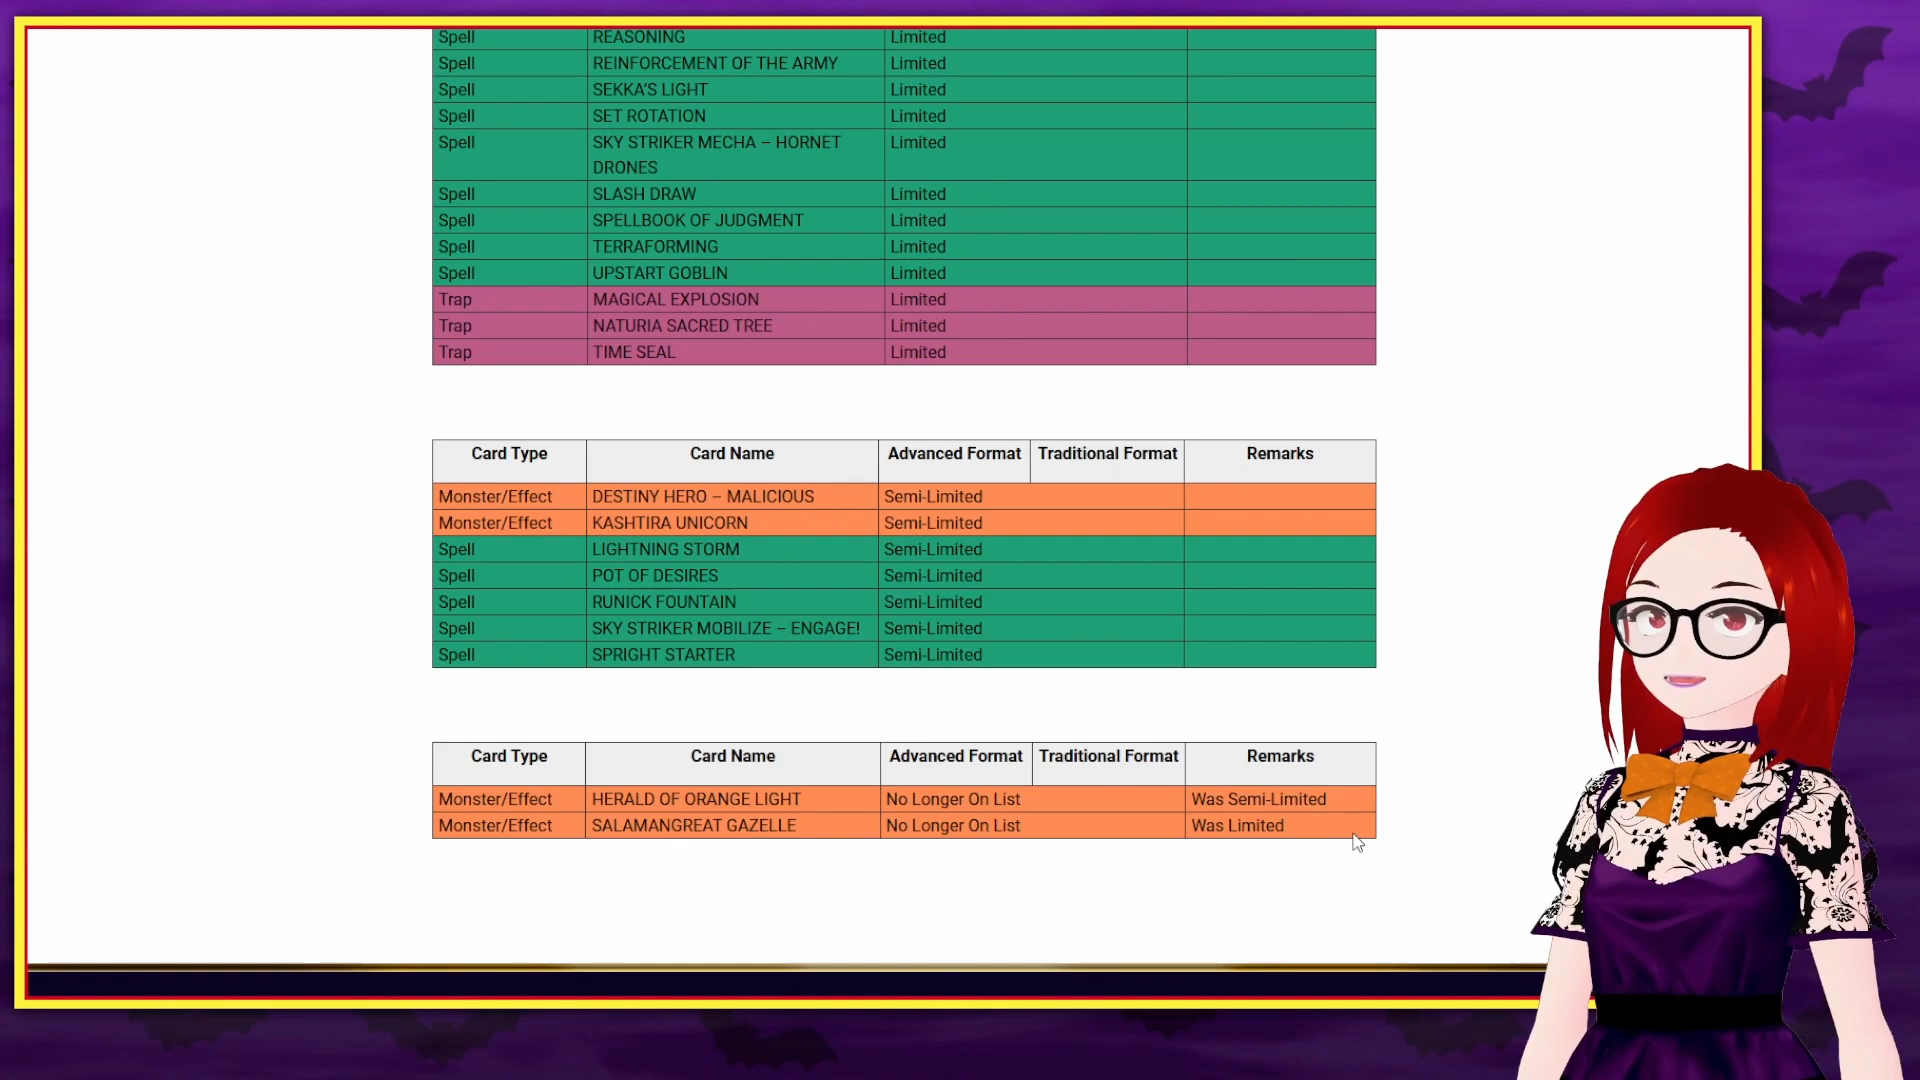 Spell REASONING Limited
Spell REINFORCEMENT OF THE ARMY Limited
Spell SEKKA’S LIGHT Limited
Spell SET ROTATION Limited
Spell SKY STRIKER MECHA – HORNET Limited
DRONES
Spell SLASH DRAW Limited
Spell SPELLBOOK OF JUDGMENT Limited
Spell TERRAFORMING Limited
Spell UPSTART GOBLIN Limited
Trap MAGICAL EXPLOSION Limited
Trap NATURIA SACRED TREE Limited
Trap TIME SEAL Limited
Card Type Card Name Advanced Format Traditional Format Remarks
Monster/Effect DESTINY HERO – MALICIOUS Semi-Limited
Monster/Effect KASHTIRA UNICORN Semi-Limited
Spell LIGHTNING STORM Semi-Limited
Spell POT OF DESIRES Semi-Limited
Spell RUNICK FOUNTAIN Semi-Limited
Spell SKY STRIKER MOBILIZE – ENGAGE! Semi-Limited
Spell SPRIGHT STARTER Semi-Limited
Card Type Card Name Advanced Format Traditional Format Remarks
Monster/Effect HERALD OF ORANGE LIGHT No Longer On List Was Semi-Limited
Monster/Effect SALAMANGREAT GAZELLE No Longer On List Was Limited